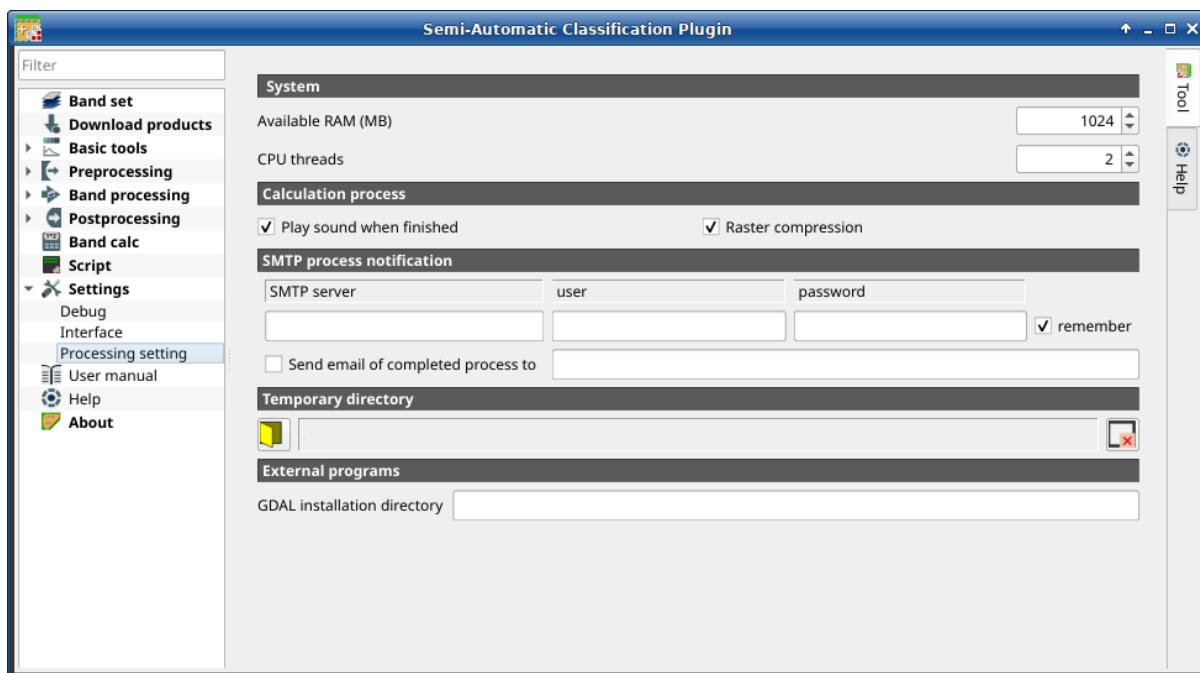 Semi-Automatic Classification Plugin
Filter
Band set
Download products
Basic tools
Preprocessing
Band processing
Postprocessing
Band calc
Script
Settings
Debug
Interface
Processing setting
User manual
Help
About
System
Available RAM (MB) 1024
CPU threads 2
Calculation process
Play sound when finished Raster compression
SMTP process notification
SMTP server user password
remember
Send email of completed process to
Temporary directory
External programs
GDAL installation directory
Tool
Help